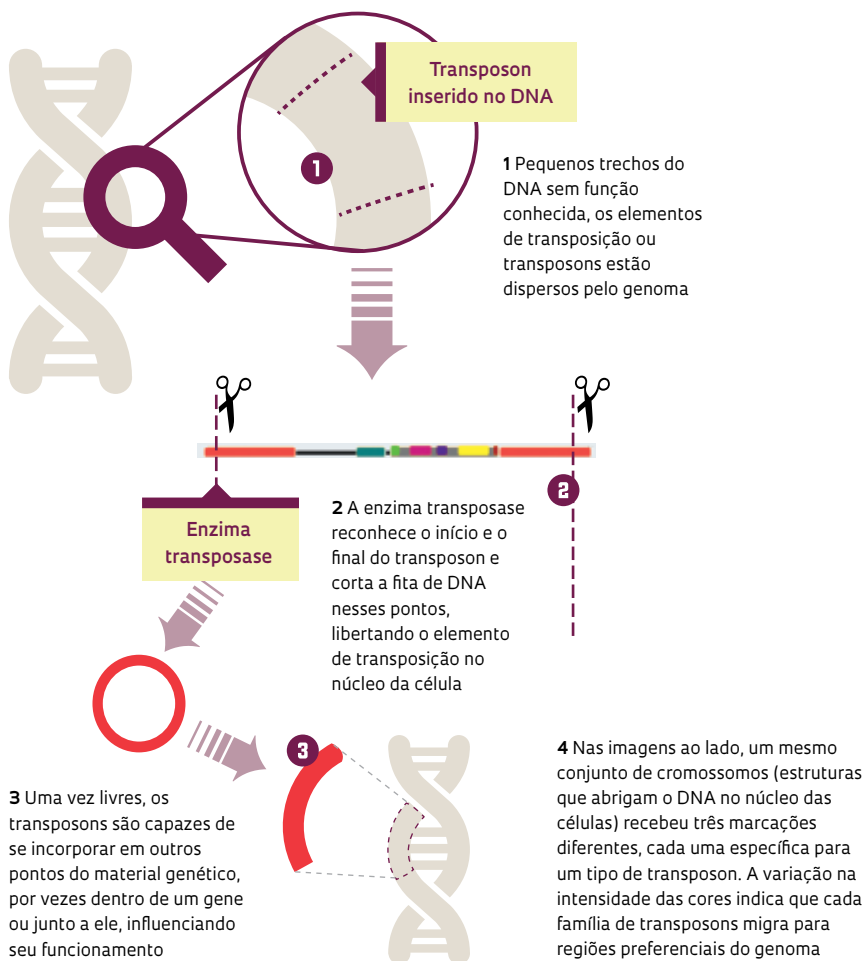 Transposon
inserido no DNA
1
1 Pequenos trechos do
DNA sem função
conhecida, os elementos
de transposição ou
transposons estão
dispersos pelo genoma
2
Enzima
transposase
2 A enzima transposase
reconhece o início e o
final do transposon e
corta a fita de DNA
nesses pontos,
libertando o elemento
de transposição no
núcleo da célula
3
3 Uma vez livres, os
transposons são capazes de
se incorporar em outros
pontos do material genético,
por vezes dentro de um gene
ou junto a ele, influenciando
seu funcionamento
4 Nas imagens ao lado, um mesmo
conjunto de cromossomos (estruturas
que abrigam o DNA no núcleo das
células) recebeu três marcações
diferentes, cada uma específica para
um tipo de transposon. A variação na
intensidade das cores indica que cada
família de transposons migra para
regiões preferenciais do genoma